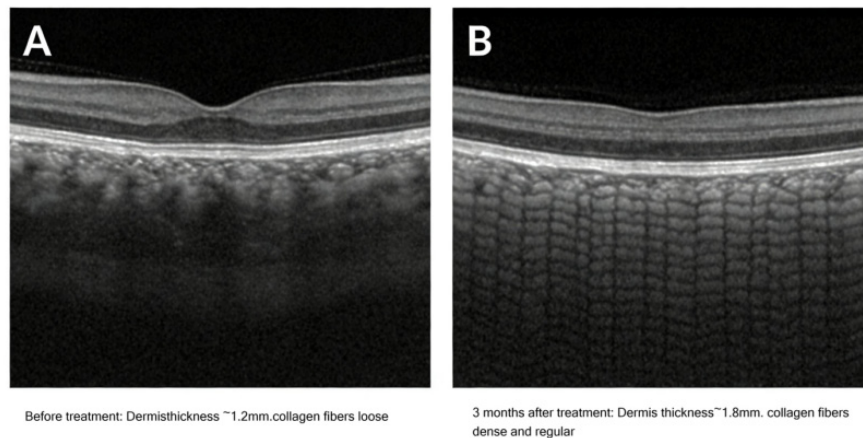 A
B
Before treatment: Dermisthickness ~1.2mm.collagen fibers loose
3 months after treatment: Dermis thickness~1.8mm. collagen fibers
dense and regular